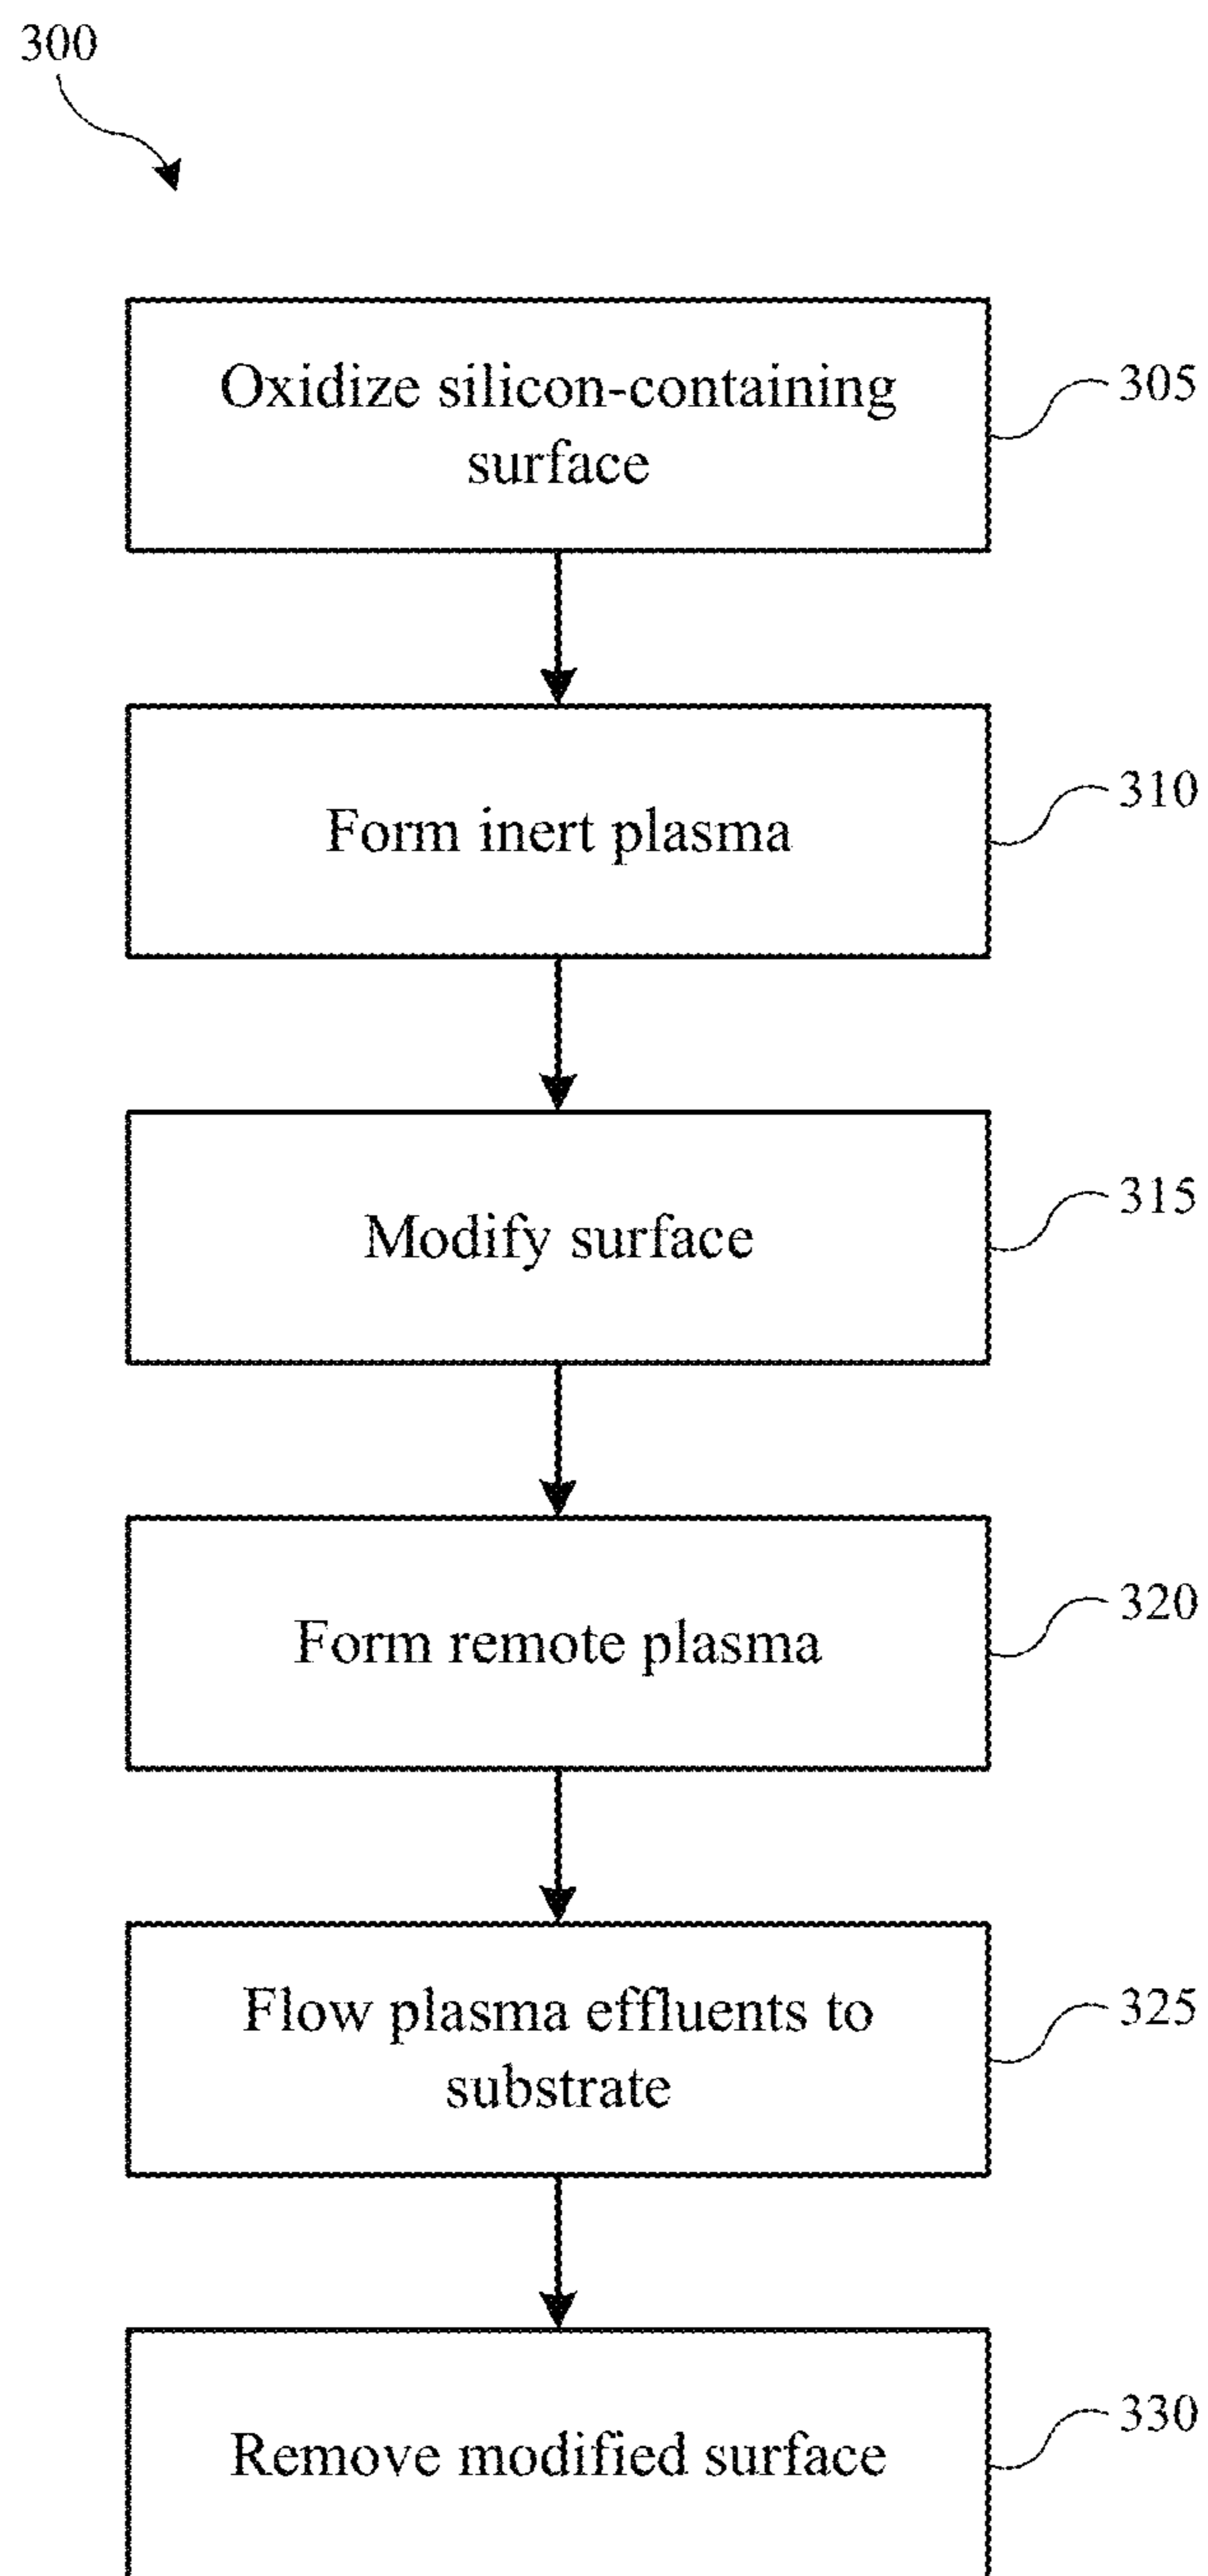 300
Oxidize silicon-containing
surface
305
Form inert plasma
310
Modify surface
315
Form remote plasma
320
Flow plasma effluents to
substrate
325
Remove modified surface
330